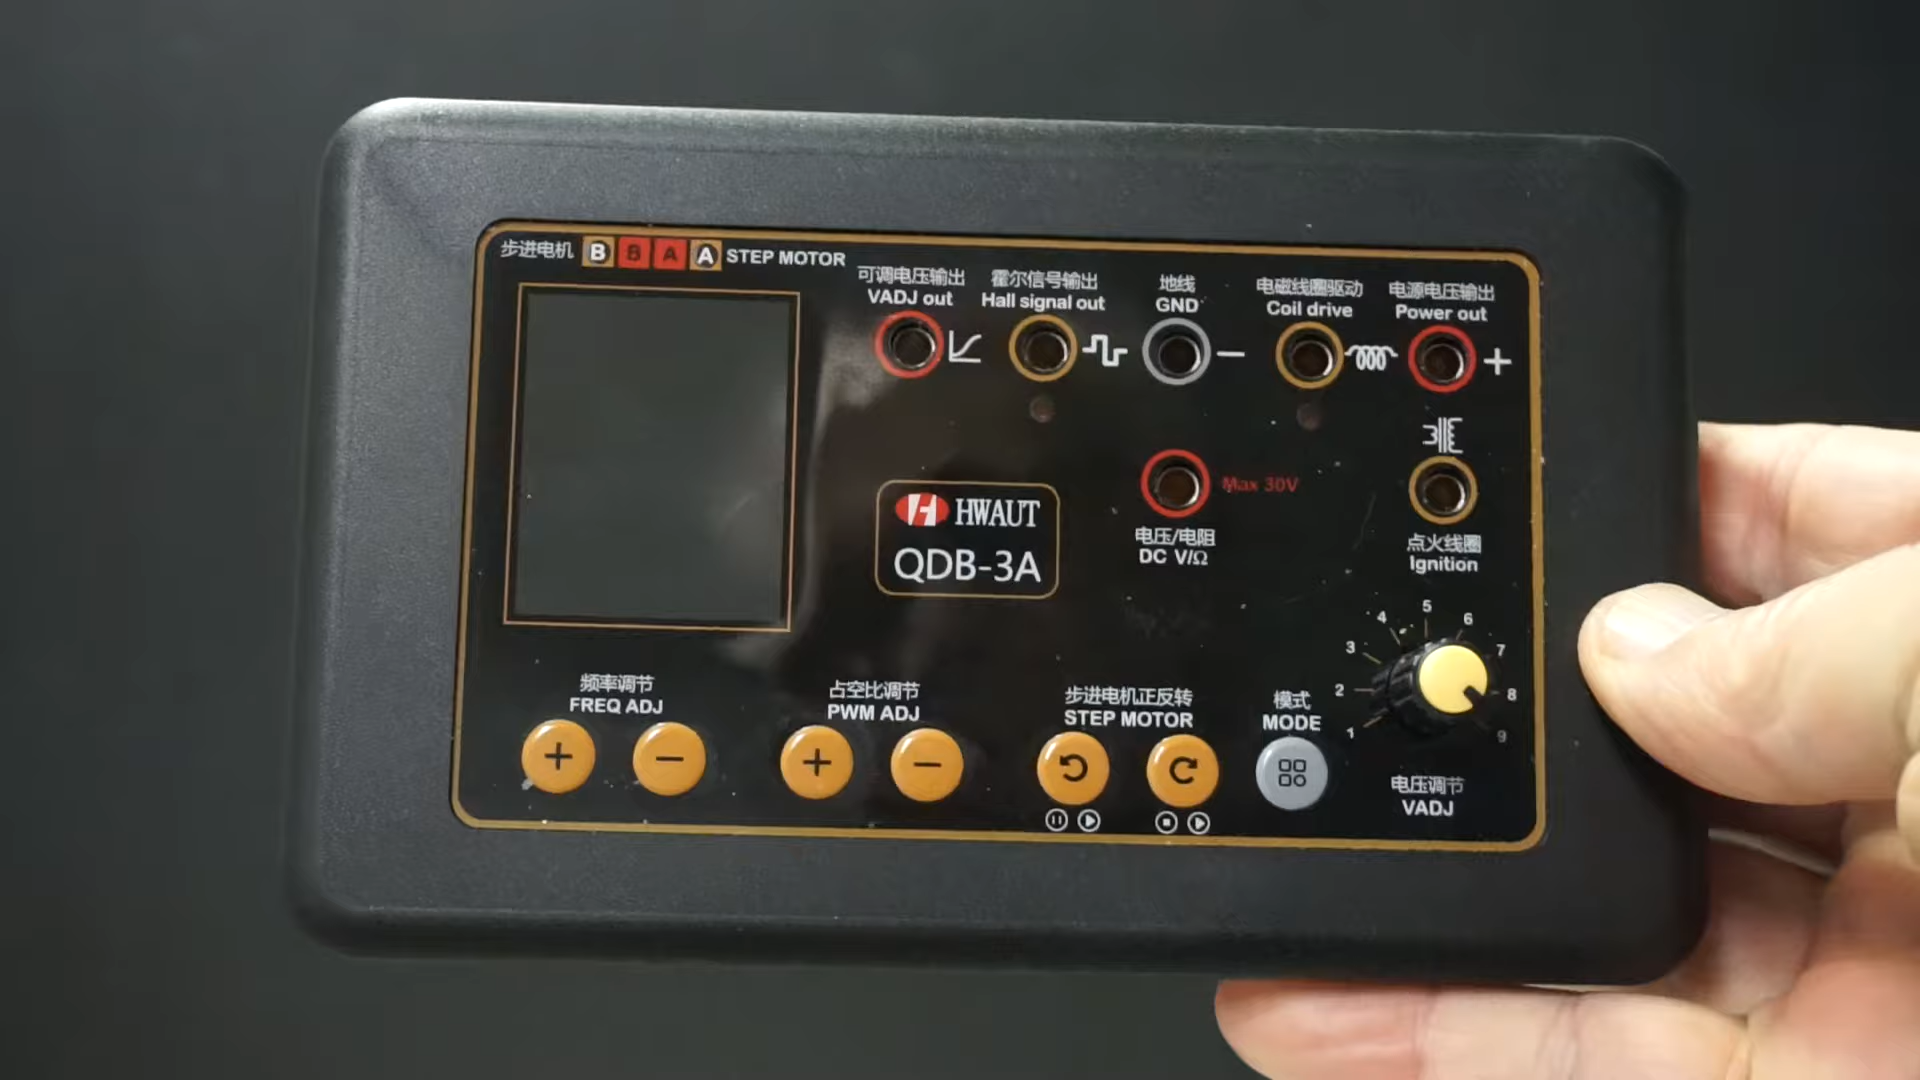 步进电机 B B A A STEP MOTOR
可调电压输出
VADJ out
霍尔信号输出
Hall signal out
地线
GND
电磁线圈驱动
Coil drive
电源电压输出
Power out
Max 30V
电压/电阻
DC V/Ω
点火线圈
Ignition
HWAUT
QDB-3A
1 2 3 4 5 6 7 8 9
电压调节
VADJ
频率调节
FREQ ADJ
占空比调节
PWM ADJ
步进电机正反转
STEP MOTOR
模式
MODE